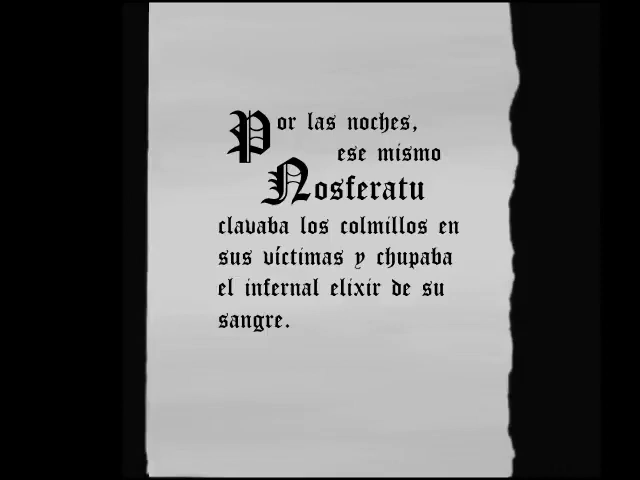 Por las noches,
ese mismo
Nosferatu
clavaba los colmillos en
sus víctimas y chupaba
el infernal elixir de su
sangre.